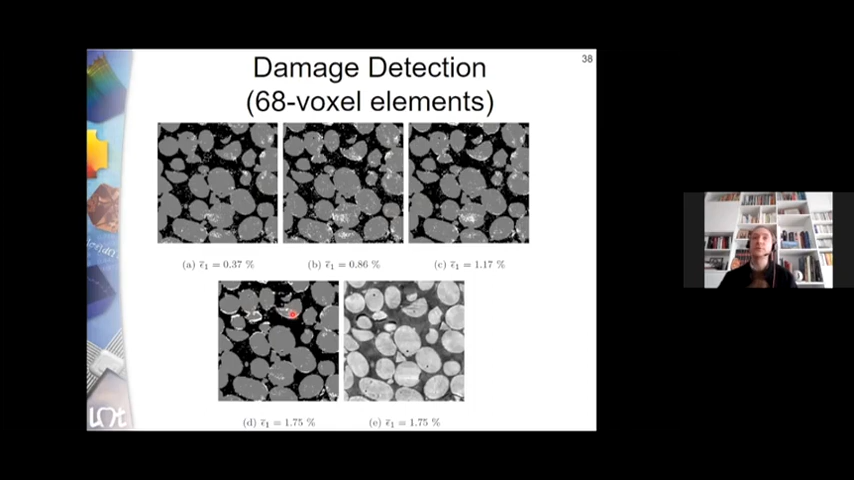 38
Damage Detection
(68-voxel elements)
(a) ε̄₁ = 0.37 %
(b) ε̄₁ = 0.86 %
(c) ε̄₁ = 1.17 %
(d) ε̄₁ = 1.75 %
(e) ε̄₁ = 1.75 %